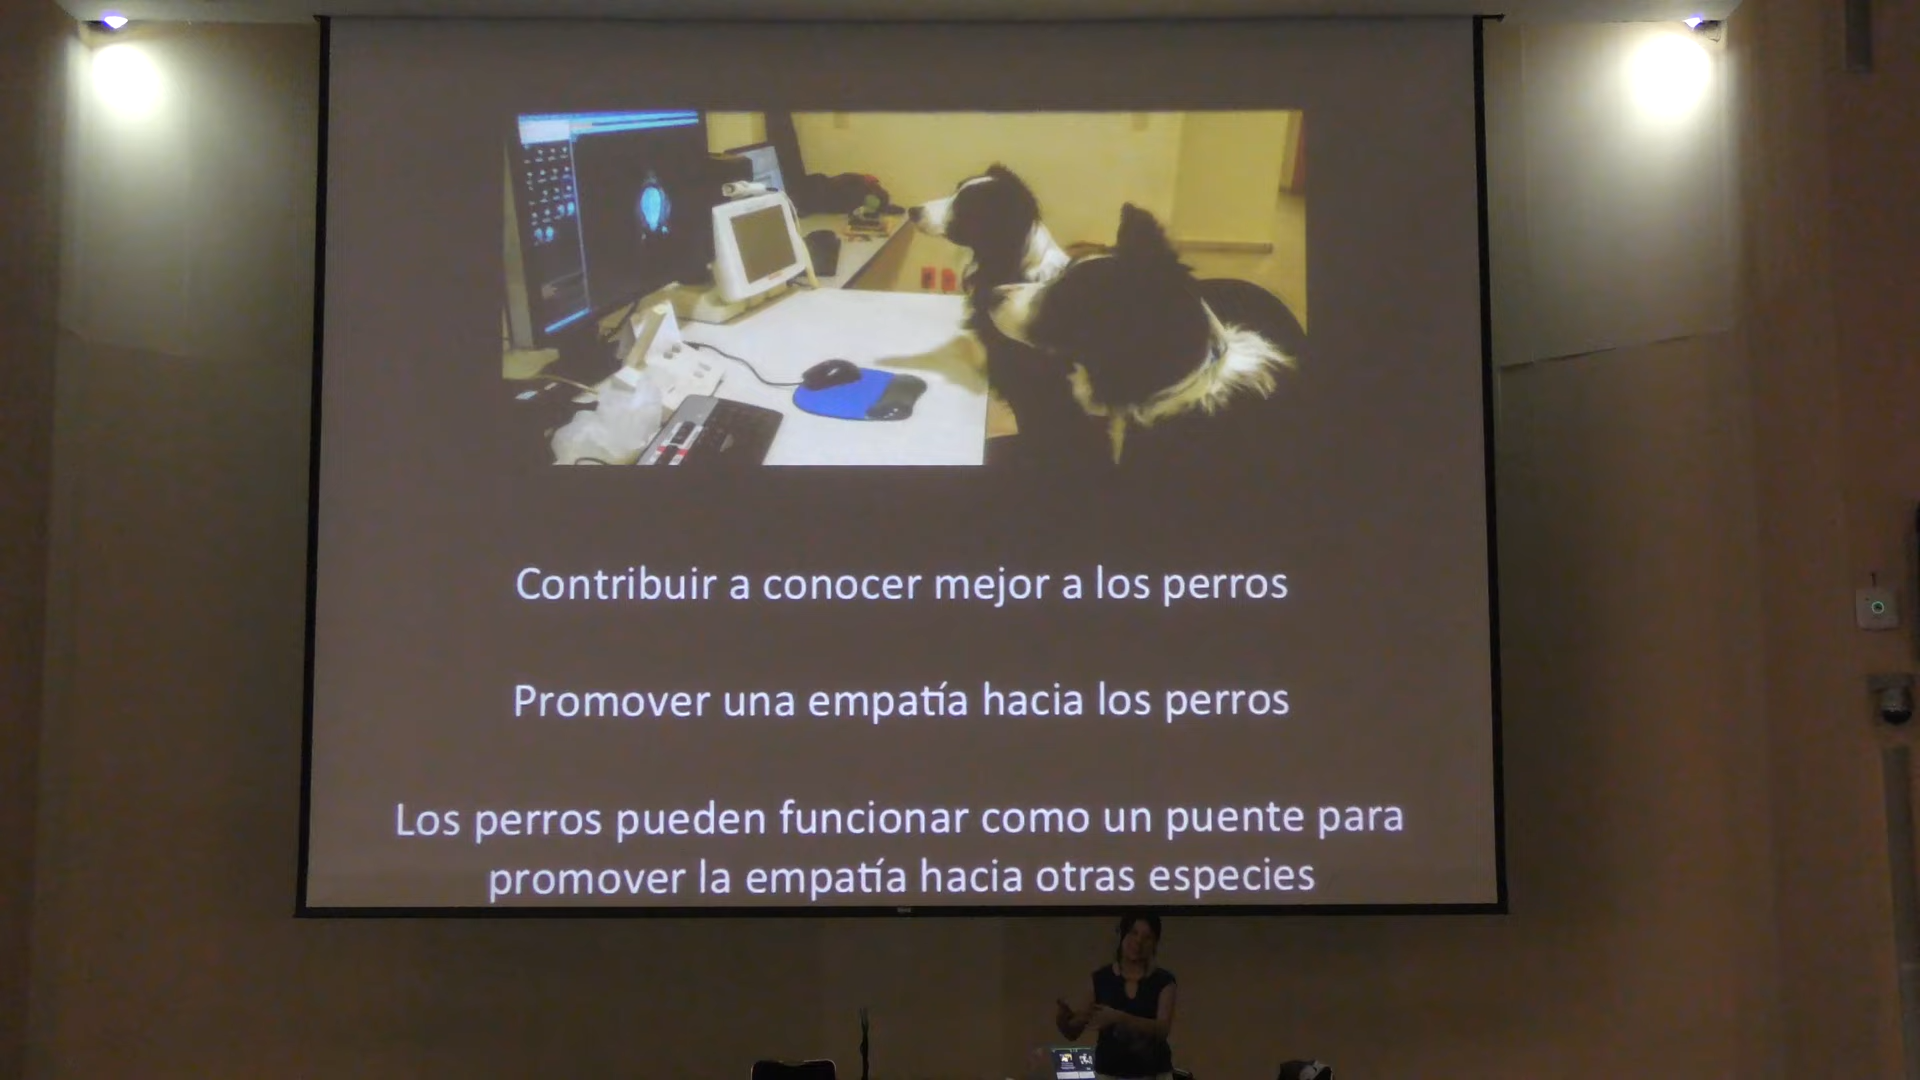 Contribuir a conocer mejor a los perros
Promover una empatía hacia los perros
Los perros pueden funcionar como un puente para
promover la empatía hacia otras especies